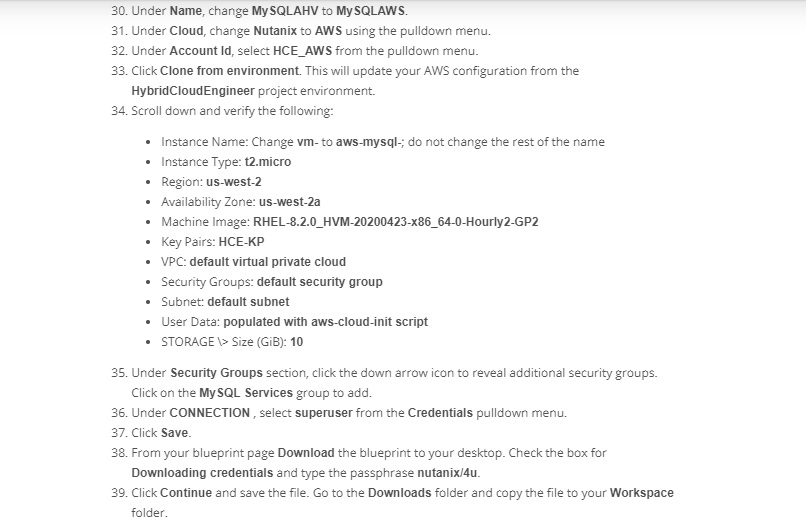 30. Under Name, change MySQLAHV to MySQLAWS.
31. Under Cloud, change Nutanix to AWS using the pulldown menu.
32. Under Account Id, select HCE_AWS from the pulldown menu.
33. Click Clone from environment. This will update your AWS configuration from the
HybridCloudEngineer project environment.
34. Scroll down and verify the following:
• Instance Name: Change vm- to aws-mysql-; do not change the rest of the name
• Instance Type: t2.micro
• Region: us-west-2
• Availability Zone: us-west-2a
• Machine Image: RHEL-8.2.0_HVM-20200423-x86_64-0-Hourly2-GP2
• Key Pairs: HCE-KP
• VPC: default virtual private cloud
• Security Groups: default security group
• Subnet: default subnet
• User Data: populated with aws-cloud-init script
• STORAGE \> Size (GiB): 10
35. Under Security Groups section, click the down arrow icon to reveal additional security groups.
Click on the MySQL Services group to add.
36. Under CONNECTION , select superuser from the Credentials pulldown menu.
37. Click Save.
38. From your blueprint page Download the blueprint to your desktop. Check the box for
Downloading credentials and type the passphrase nutanix/4u.
39. Click Continue and save the file. Go to the Downloads folder and copy the file to your Workspace
folder.